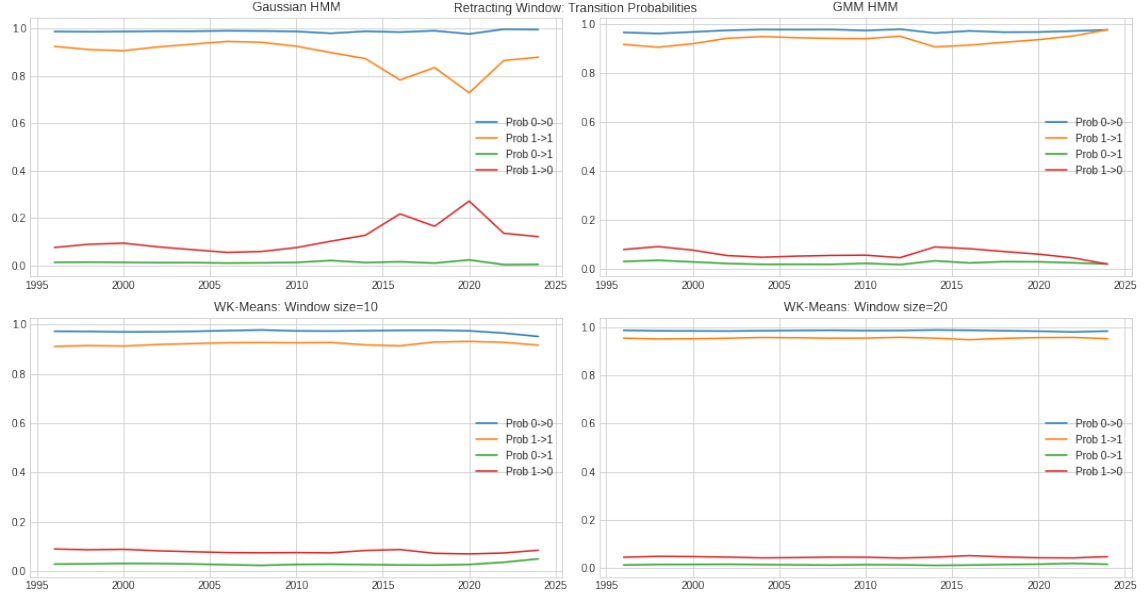 Retracting Window: Transition Probabilities
Gaussian HMM
1.0
0.8
0.6
0.4
0.2
0.0
1995 2000 2005 2010 2015 2020 2025
Prob 0->0
Prob 1->1
Prob 0->1
Prob 1->0
GMM HMM
1.0
0.8
0.6
0.4
0.2
0.0
1995 2000 2005 2010 2015 2020 2025
Prob 0->0
Prob 1->1
Prob 0->1
Prob 1->0
WK-Means: Window size=10
1.0
0.8
0.6
0.4
0.2
0.0
1995 2000 2005 2010 2015 2020 2025
Prob 0->0
Prob 1->1
Prob 0->1
Prob 1->0
WK-Means: Window size=20
1.0
0.8
0.6
0.4
0.2
0.0
1995 2000 2005 2010 2015 2020 2025
Prob 0->0
Prob 1->1
Prob 0->1
Prob 1->0